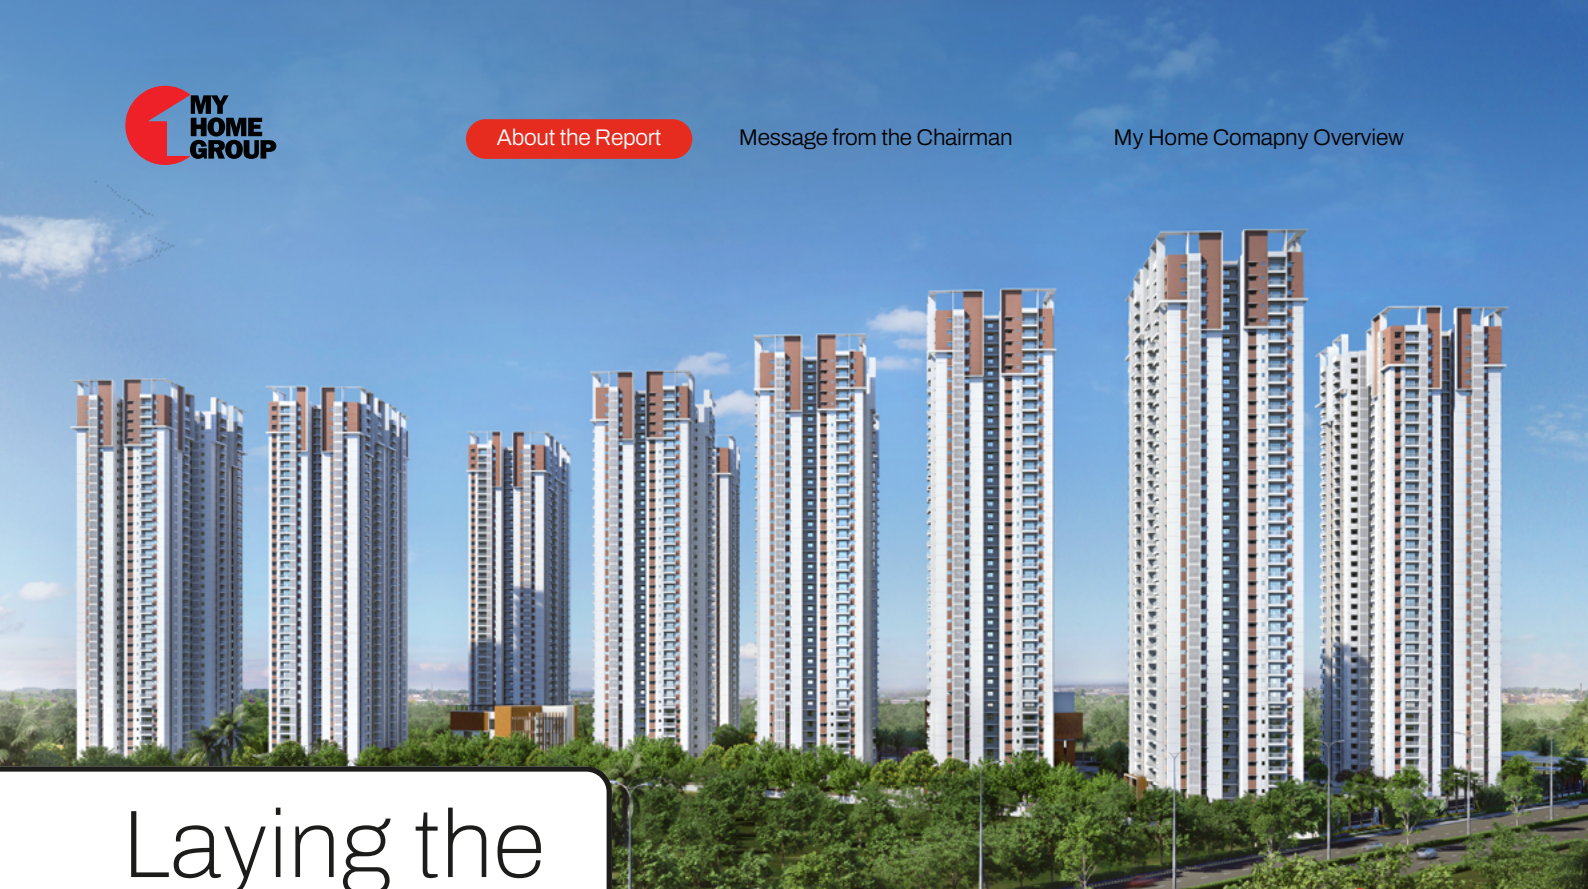 MY
HOME
GROUP
About the Report
Message from the Chairman
My Home Comapny Overview
Laying the